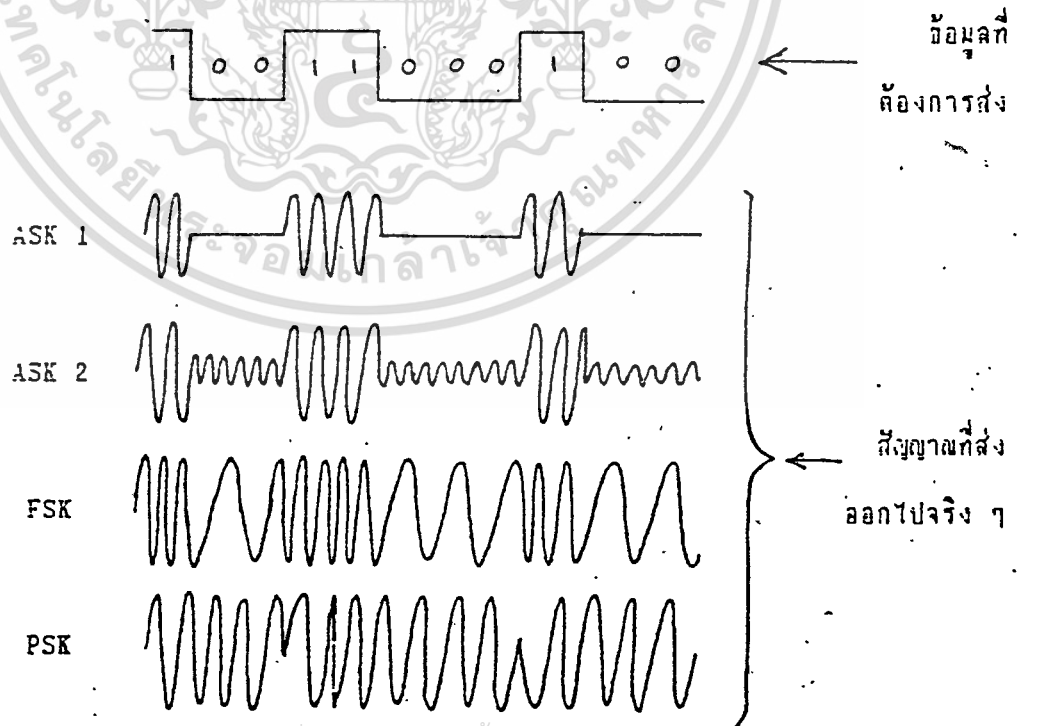 ข้อมูลที่
1 0 0 1 1 0 0 0 1 0 0
ต้องการส่ง
ASK 1
ASK 2
สัญญาณที่ส่ง
FSK
ออกไปจริง ๆ
PSK